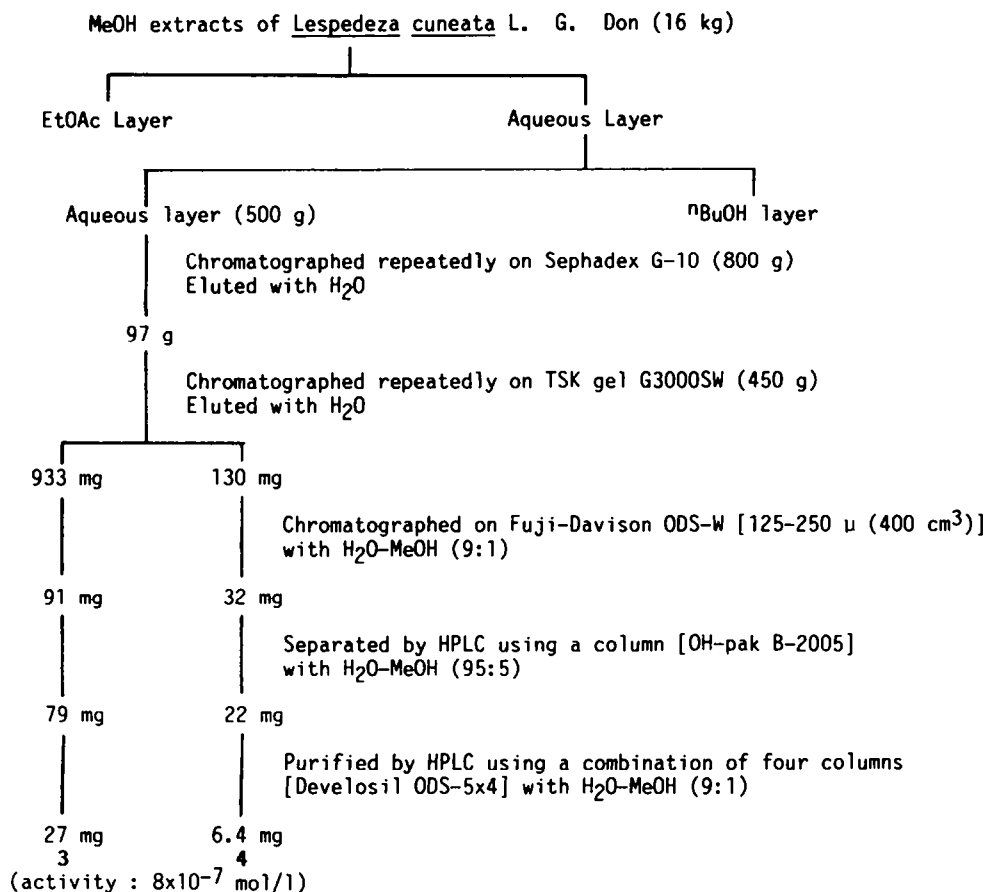 MeOH extracts of Lespedeza cuneata L. G. Don (16 kg)
EtOAc Layer
Aqueous Layer
Aqueous layer (500 g)
nBuOH layer
Chromatographed repeatedly on Sephadex G-10 (800 g)
Eluted with H2O
97 g
Chromatographed repeatedly on TSK gel G3000SW (450 g)
Eluted with H2O
933 mg
130 mg
Chromatographed on Fuji-Davison ODS-W [125-250 μ (400 cm3)]
with H2O-MeOH (9:1)
91 mg
32 mg
Separated by HPLC using a column [OH-pak B-2005]
with H2O-MeOH (95:5)
79 mg
22 mg
Purified by HPLC using a combination of four columns
[Develosil ODS-5x4] with H2O-MeOH (9:1)
27 mg
6.4 mg
3
4
(activity : 8x10-7 mol/l)